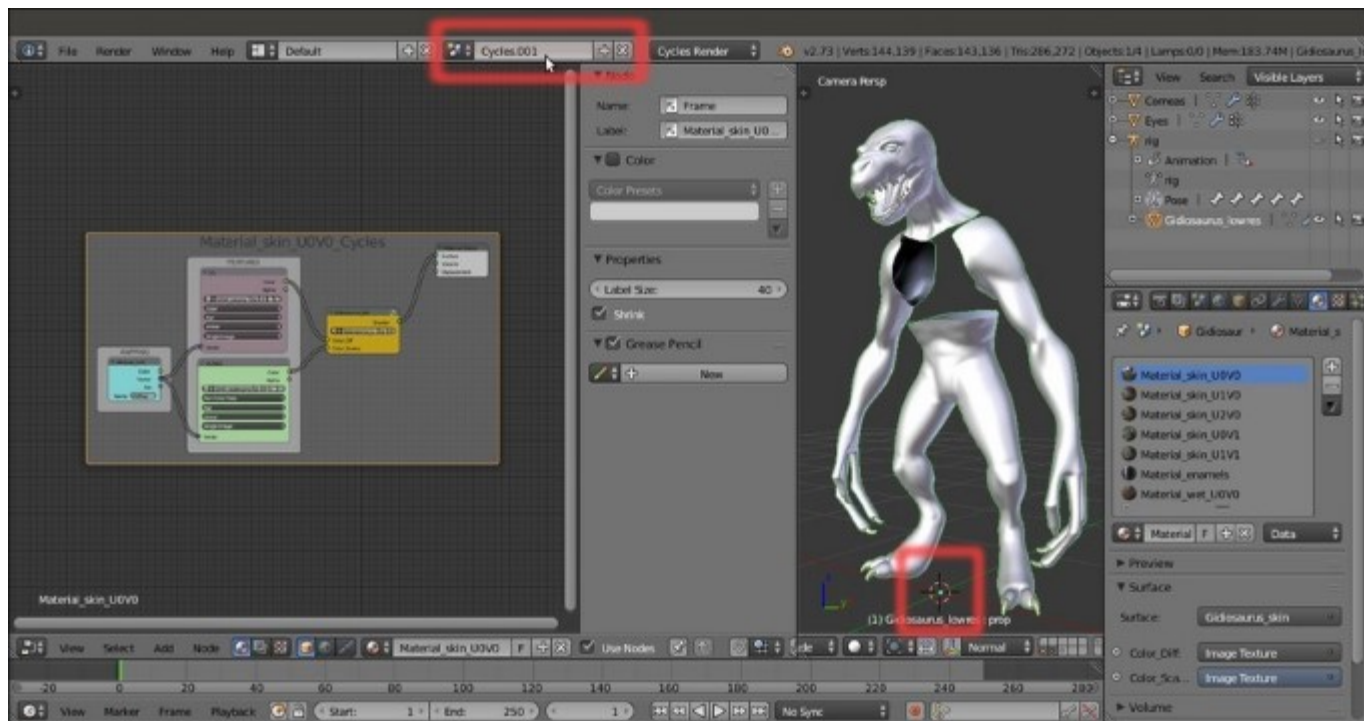 File Render Window Help Default Cycles.001 Cycles Render v2.73 | Verts:144,139 | Faces:143,136 | Tris:286,272 | Objects:1/4 | Lamps:0/0 | Mem:183.74M | Gidiosaurus_l
Node
Name: Frame
Label: Material_skin_U0...
Color
Color Presets
Properties
Label Size: 40
Shrink
Grease Pencil
New
Material_skin_U0V0_Cycles
Material_skin_U0V0
Camera Persp
(1) Gidiosaurus_lowres : prop
View Search Visible Layers
Corneas
Eyes
rig
Animation
rig
Pose
Gidiosaurus_lowres
Gidiosaur Material_s
Material_skin_U0V0
Material_skin_U1V0
Material_skin_U2V0
Material_skin_U0V1
Material_skin_U1V1
Material_enamels
Material_wet_U0V0
Material F Data
Preview
Surface
Surface: Gidiosaurus_skin
Color_Diff: Image Texture
Color_Sca... Image Texture
Volume
View Select Add Node Material_skin_U0V0 F Use Nodes de Normal
-20 0 20 40 60 80 100 120 140 160 180 200 220 240 260 280
View Marker Frame Playback Start: 1 End: 250 1 No Sync